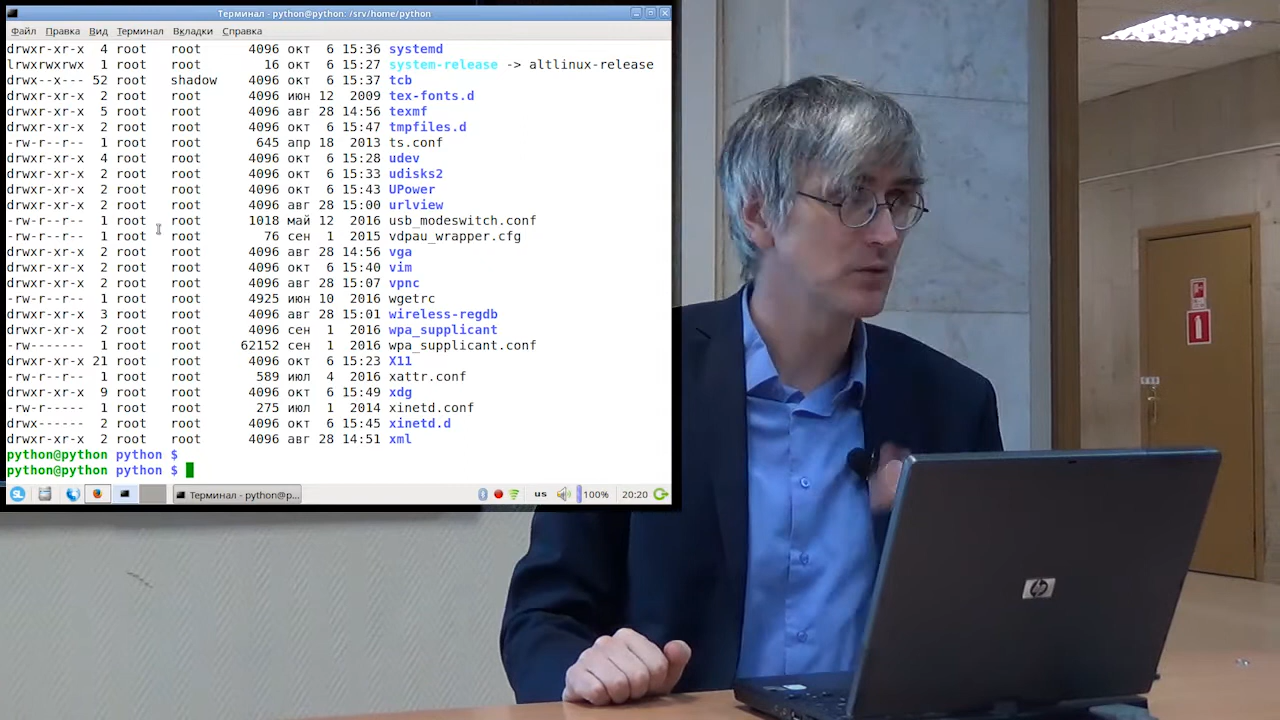 Терминал - python@python: /srv/home/python
Файл Правка Вид Терминал Вкладки Справка
drwxr-xr-x 4 root root 4096 окт 6 15:36 systemd
lrwxrwxrwx 1 root root 16 окт 6 15:27 system-release -> altlinux-release
drwx--x--- 52 root shadow 4096 окт 6 15:37 tcb
drwxr-xr-x 2 root root 4096 июн 12 2009 tex-fonts.d
drwxr-xr-x 5 root root 4096 авг 28 14:56 texmf
drwxr-xr-x 2 root root 4096 окт 6 15:47 tmpfiles.d
-rw-r--r-- 1 root root 645 апр 18 2013 ts.conf
drwxr-xr-x 4 root root 4096 окт 6 15:28 udev
drwxr-xr-x 2 root root 4096 окт 6 15:33 udisks2
drwxr-xr-x 2 root root 4096 окт 6 15:43 UPower
drwxr-xr-x 2 root root 4096 авг 28 15:00 urlview
-rw-r--r-- 1 root root 1018 май 12 2016 usb_modeswitch.conf
-rw-r--r-- 1 root root 76 сен 1 2015 vdpau_wrapper.cfg
drwxr-xr-x 2 root root 4096 авг 28 14:56 vga
drwxr-xr-x 2 root root 4096 окт 6 15:40 vim
drwxr-xr-x 2 root root 4096 авг 28 15:07 vpnc
-rw-r--r-- 1 root root 4925 июн 10 2016 wgetrc
drwxr-xr-x 3 root root 4096 авг 28 15:01 wireless-regdb
drwxr-xr-x 2 root root 4096 сен 1 2016 wpa_supplicant
-rw------- 1 root root 62152 сен 1 2016 wpa_supplicant.conf
drwxr-xr-x 21 root root 4096 окт 6 15:23 X11
-rw-r--r-- 1 root root 589 июл 4 2016 xattr.conf
drwxr-xr-x 9 root root 4096 окт 6 15:49 xdg
-rw-r----- 1 root root 275 июл 1 2014 xinetd.conf
drwx------ 2 root root 4096 окт 6 15:45 xinetd.d
drwxr-xr-x 2 root root 4096 авг 28 14:51 xml
python@python python $
python@python python $
SL Терминал - python@p... us 100% 20:20
hp